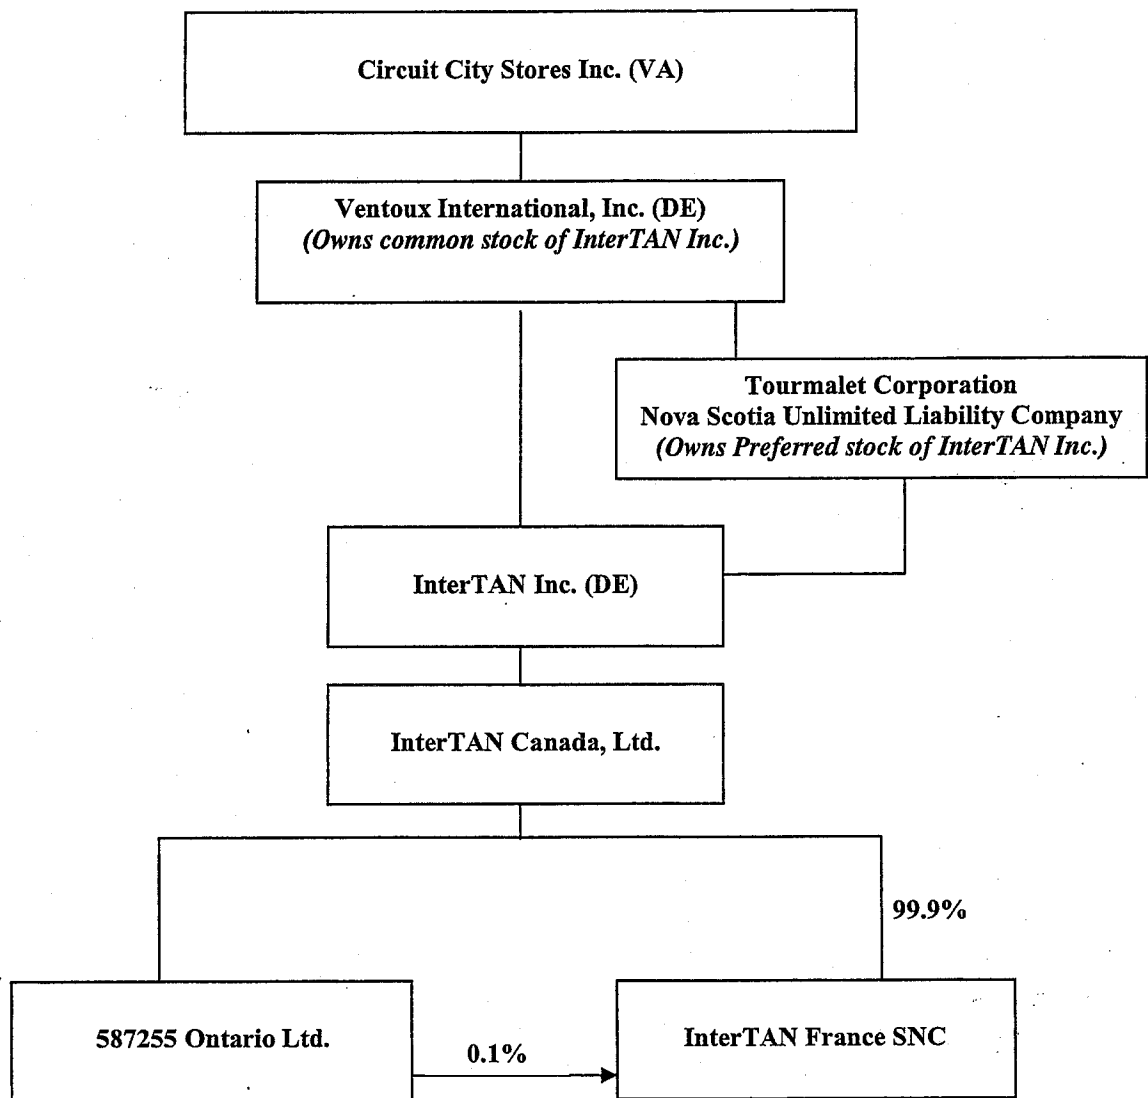 Circuit City Stores Inc. (VA)
Ventoux International, Inc. (DE)
(Owns common stock of InterTAN Inc.)
Tourmalet Corporation
Nova Scotia Unlimited Liability Company
(Owns Preferred stock of InterTAN Inc.)
InterTAN Inc. (DE)
InterTAN Canada, Ltd.
99.9%
587255 Ontario Ltd.
0.1%
InterTAN France SNC